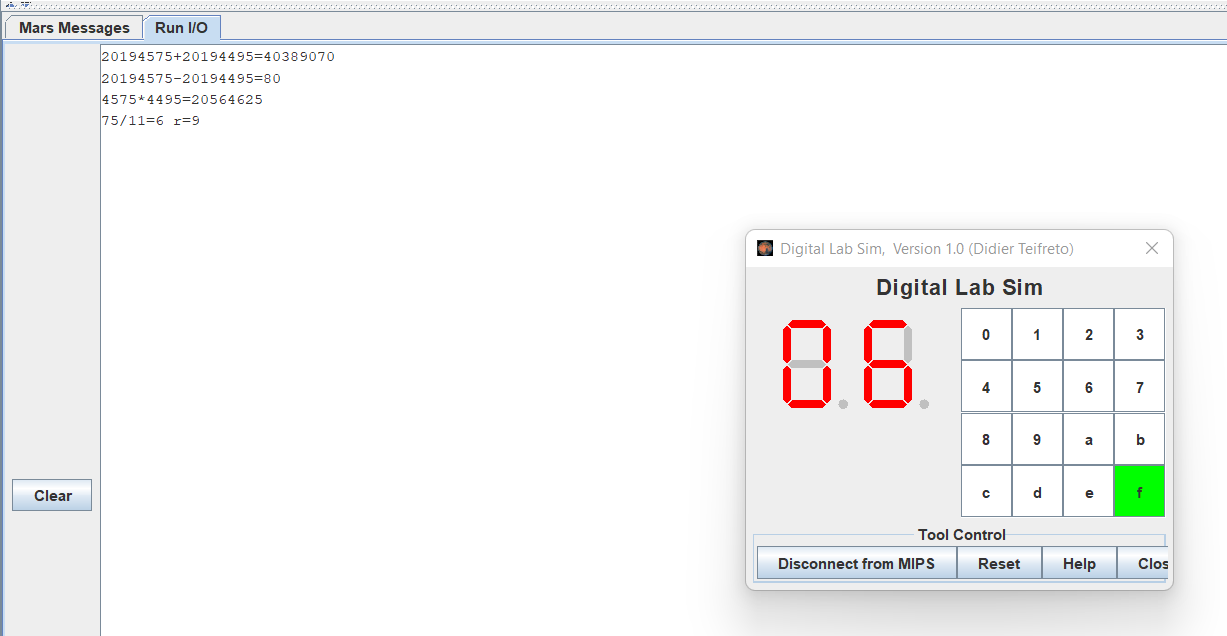 Mars Messages Run I/O
20194575+20194495=40389070
20194575-20194495=80
4575*4495=20564625
75/11=6 r=9
Clear
Digital Lab Sim, Version 1.0 (Didier Teifreto)
Digital Lab Sim
06
0 1 2 3
4 5 6 7
8 9 a b
c d e f
Tool Control
Disconnect from MIPS Reset Help Clos